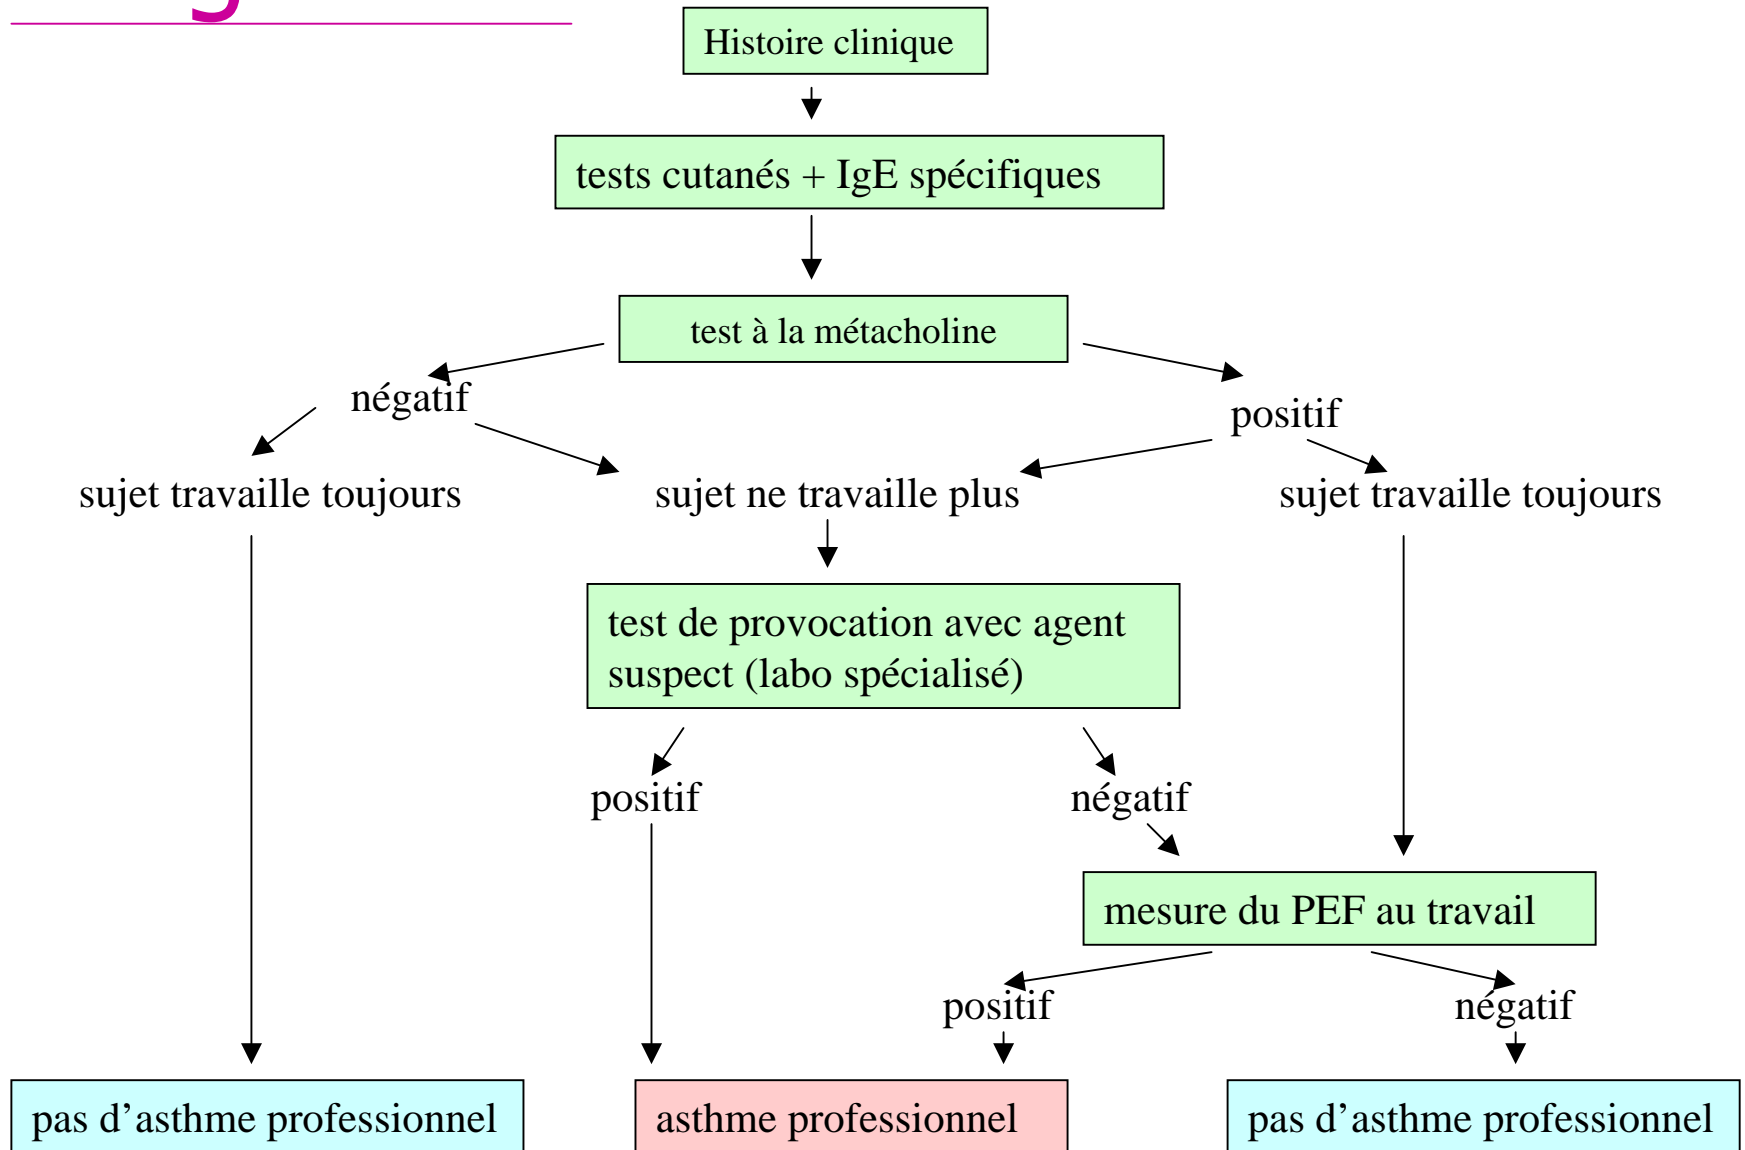 Histoire clinique
tests cutanés + IgE spécifiques
test à la métacholine
négatif
positif
sujet travaille toujours
sujet ne travaille plus
sujet travaille toujours
test de provocation avec agent
suspect (labo spécialisé)
positif
négatif
mesure du PEF au travail
positif
négatif
pas d’asthme professionnel
asthme professionnel
pas d’asthme professionnel